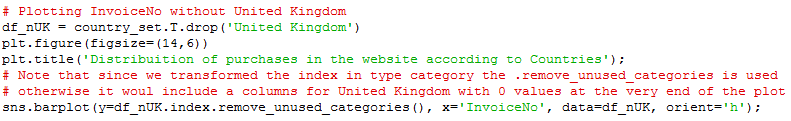 # Plotting InvoiceNo without United Kingdom
df_nUK = country_set.T.drop('United Kingdom')
plt.figure(figsize=(14,6))
plt.title('Distribuition of purchases in the website according to Countries');
# Note that since we transformed the index in type category the .remove_unused_categories is used
# otherwise it woul include a columns for United Kingdom with 0 values at the very end of the plot
sns.barplot(y=df_nUK.index.remove_unused_categories(), x='InvoiceNo', data=df_nUK, orient='h');